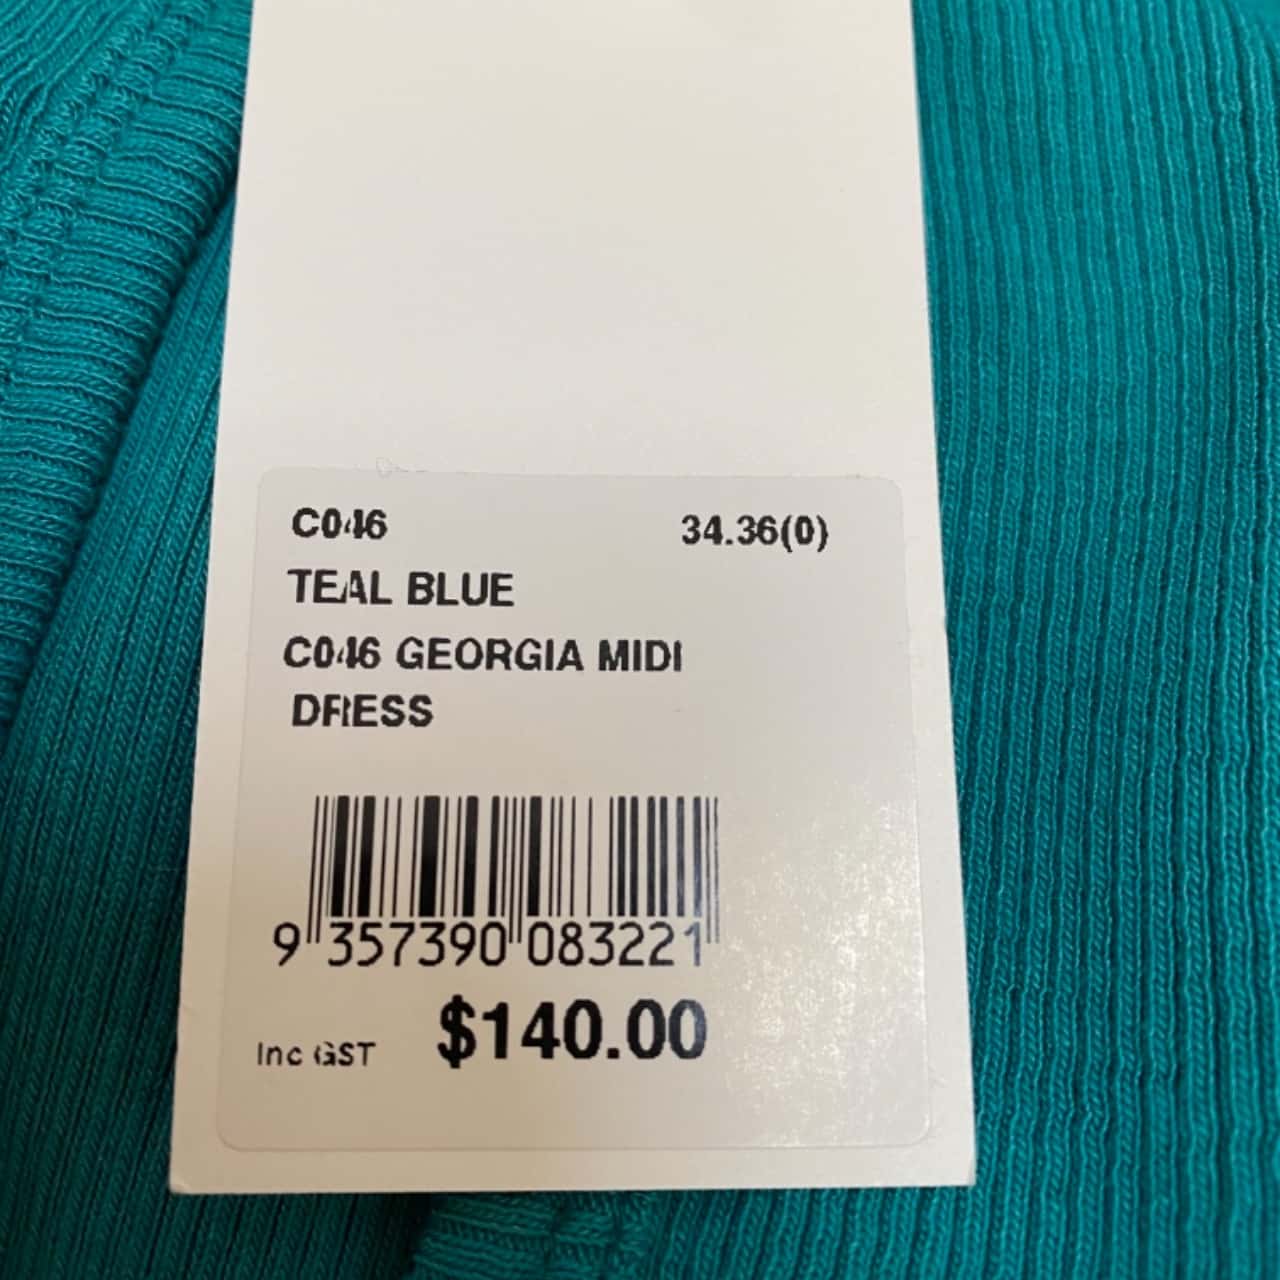 C046 34.36(0)
TEAL BLUE
C046 GEORGIA MIDI
DRESS
9 357390 083221
Inc GST $140.00